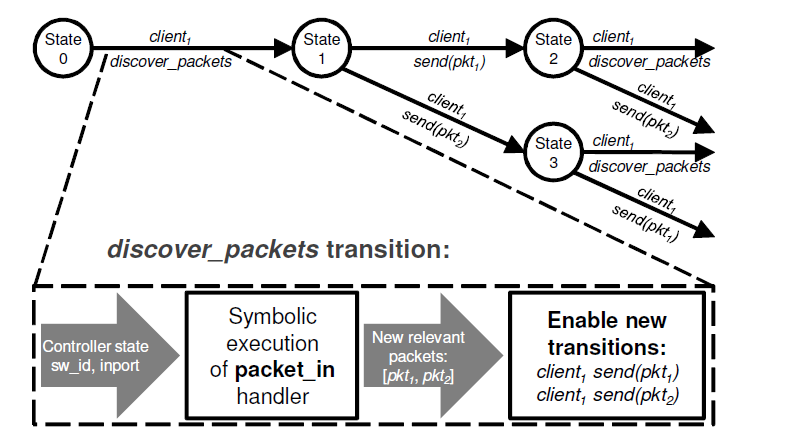 State
0
client₁
discover_packets
State
1
client₁
send(pkt₁)
State
2
client₁
discover_packets
client₁
send(pkt₂)
client₁
send(pkt₂)
State
3
client₁
discover_packets
client₁
send(pkt₁)
discover_packets transition:
Controller state
sw_id, inport
Symbolic
execution
of packet_in
handler
New relevant
packets:
[pkt₁, pkt₂]
Enable new
transitions:
client₁ send(pkt₁)
client₁ send(pkt₂)